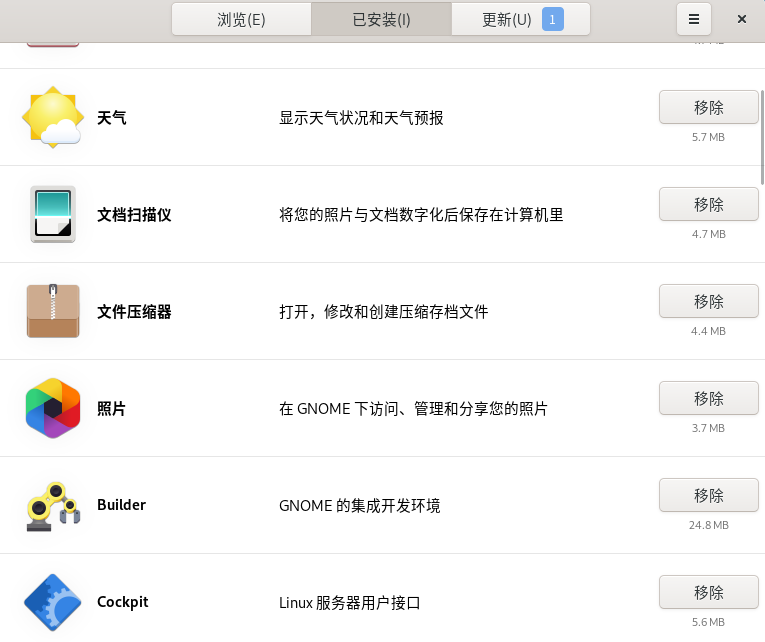 浏览(E)
已安装(I)
更新(U) 1
天气
显示天气状况和天气预报
移除
5.7 MB
文档扫描仪
将您的照片与文档数字化后保存在计算机里
移除
4.7 MB
文件压缩器
打开，修改和创建压缩存档文件
移除
4.4 MB
照片
在 GNOME 下访问、管理和分享您的照片
移除
3.7 MB
Builder
GNOME 的集成开发环境
移除
24.8 MB
Cockpit
Linux 服务器用户接口
移除
5.6 MB